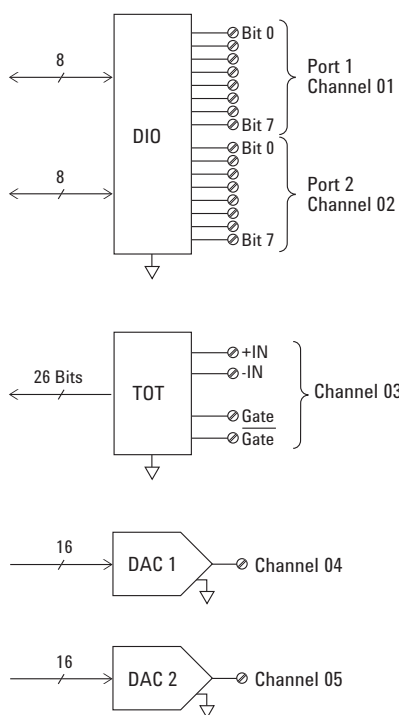 8
DIO
Bit 0
Bit 7
Port 1
Channel 01
8
Bit 0
Bit 7
Port 2
Channel 02
26 Bits
TOT
+IN
-IN
Gate
Gate
Channel 03
16
DAC 1
Channel 04
16
DAC 2
Channel 05